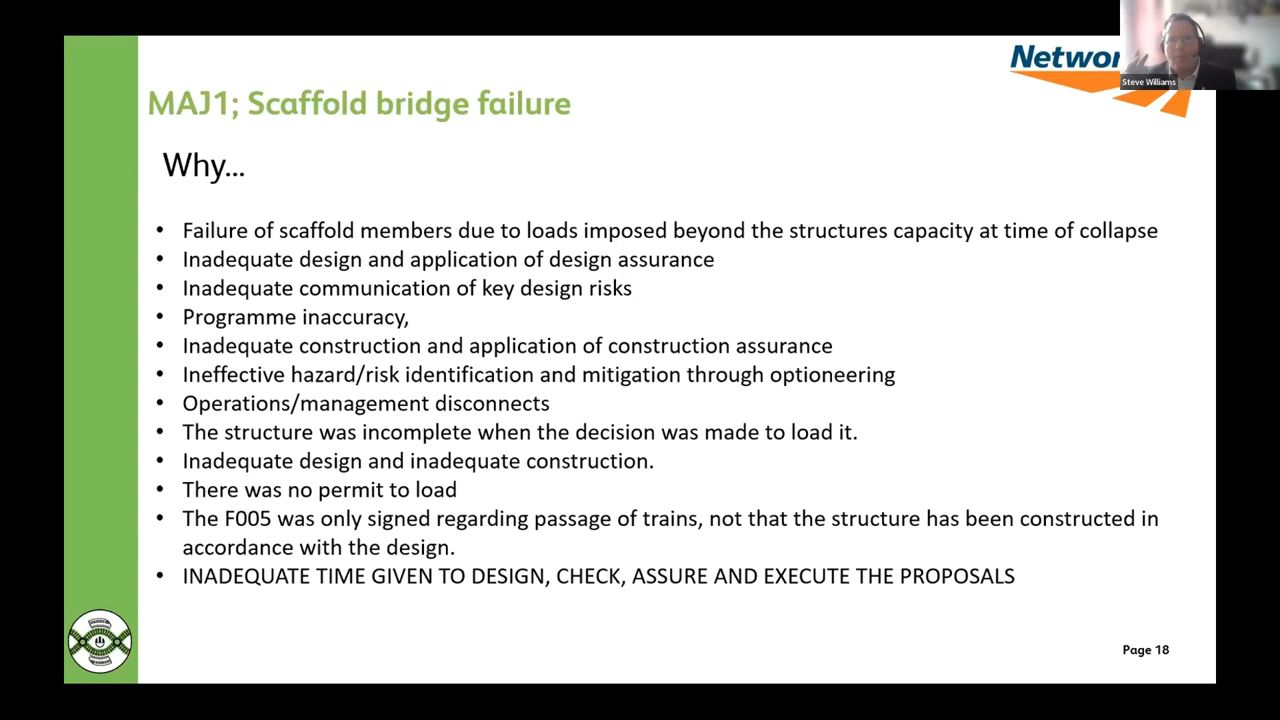 Networ
Steve Williams
MAJ1; Scaffold bridge failure
Why...
• Failure of scaffold members due to loads imposed beyond the structures capacity at time of collapse
• Inadequate design and application of design assurance
• Inadequate communication of key design risks
• Programme inaccuracy,
• Inadequate construction and application of construction assurance
• Ineffective hazard/risk identification and mitigation through optioneering
• Operations/management disconnects
• The structure was incomplete when the decision was made to load it.
• Inadequate design and inadequate construction.
• There was no permit to load
• The F005 was only signed regarding passage of trains, not that the structure has been constructed in
accordance with the design.
• INADEQUATE TIME GIVEN TO DESIGN, CHECK, ASSURE AND EXECUTE THE PROPOSALS
Page 18